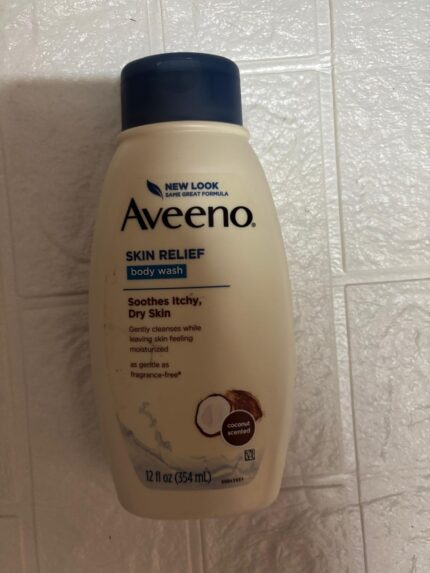 NEW LOOK
SAME GREAT FORMULA
Aveeno®
SKIN RELIEF
body wash
Soothes Itchy,
Dry Skin
Gently cleanses while
leaving skin feeling
moisturized
as gentle as
fragrance-free*
coconut
scented
12 fl oz (354 mL)